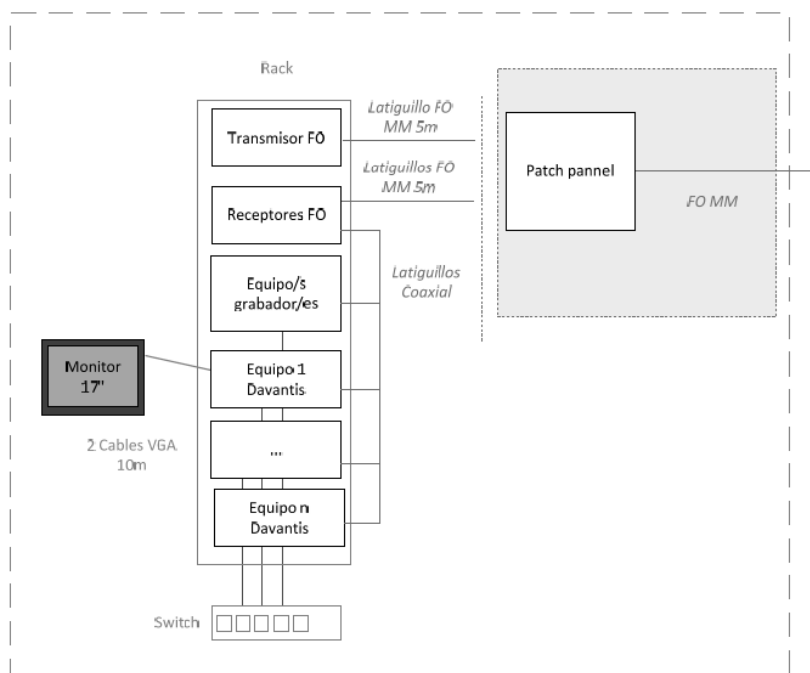 Rack
Latiguillo FO
MM 5m
Transmisor FO
Patch pannel
Latiguillos FO
MM 5m
FO MM
Receptores FO
Latiguillos
Coaxial
Equipo/s
grabador/es
Monitor
17"
Equipo 1
Davantis
2 Cables VGA
10m
...
Equipo n
Davantis
Switch